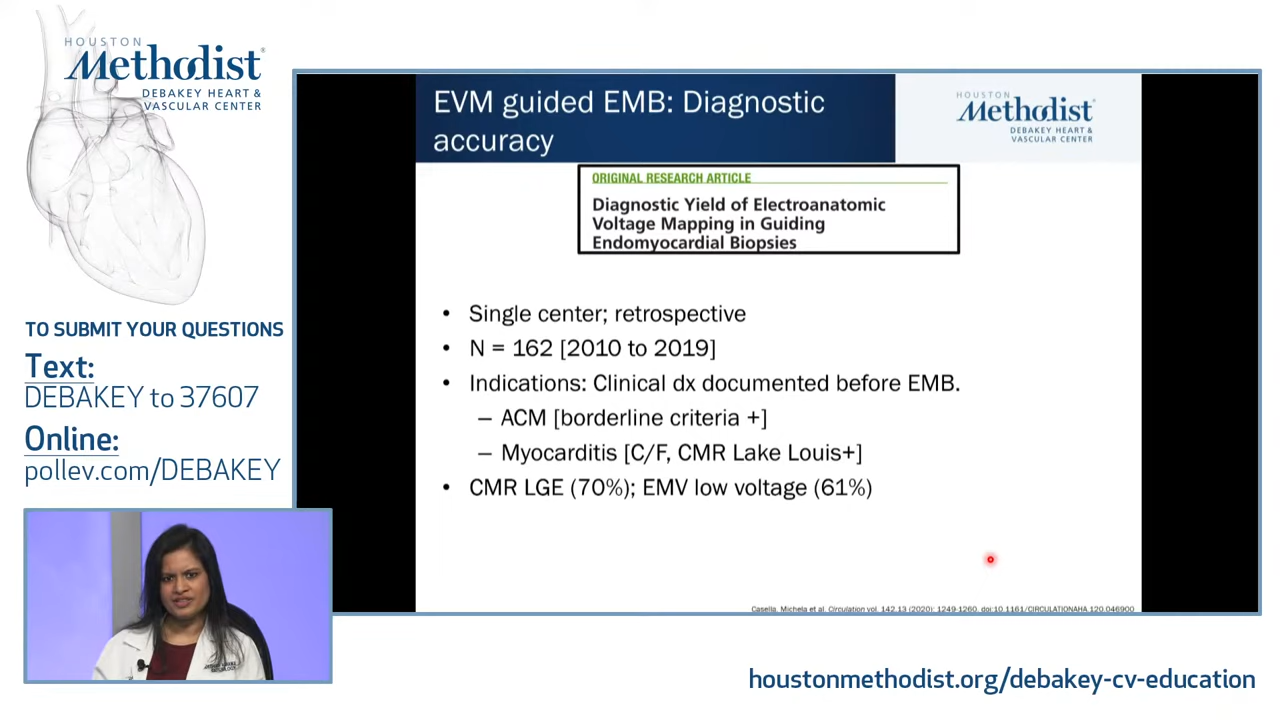 HOUSTON
Methodist®
DEBAKEY HEART &
VASCULAR CENTER
TO SUBMIT YOUR QUESTIONS
Text:
DEBAKEY to 37607
Online:
pollev.com/DEBAKEY
EVM guided EMB: Diagnostic
accuracy
HOUSTON
Methodist®
DEBAKEY HEART &
VASCULAR CENTER
ORIGINAL RESEARCH ARTICLE
Diagnostic Yield of Electroanatomic
Voltage Mapping in Guiding
Endomyocardial Biopsies
• Single center; retrospective
• N = 162 [2010 to 2019]
• Indications: Clinical dx documented before EMB.
– ACM [borderline criteria +]
– Myocarditis [C/F, CMR Lake Louis+]
• CMR LGE (70%); EMV low voltage (61%)
Casella, Michela et al. Circulation vol. 142,13 (2020): 1249-1260. doi:10.1161/CIRCULATIONAHA.120.046900
houstonmethodist.org/debakey-cv-education